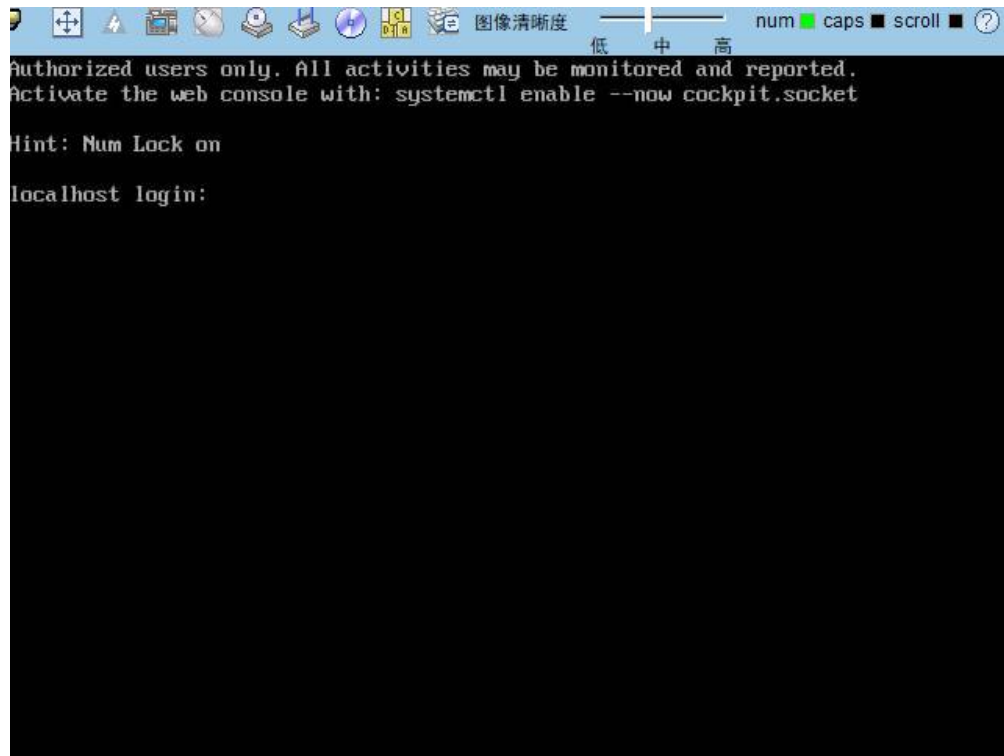 图像清晰度
低 中 高
num caps scroll ?
Authorized users only. All activities may be monitored and reported.
Activate the web console with: systemctl enable --now cockpit.socket
Hint: Num Lock on
localhost login: